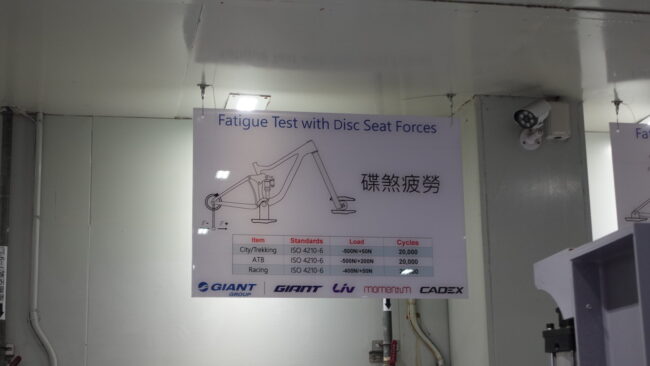 Fatigue Test with Disc Seat Forces
碟煞疲勞
Item Standards Load Cycles
City/Trekking ISO 4210-6 -600N/+50N 20,000
ATB ISO 4210-6 -500N/+200N 20,000
Racing ISO 4210-6 -400N/+50N
GIANT GROUP GIANT Liv momentum CADEX
Fa